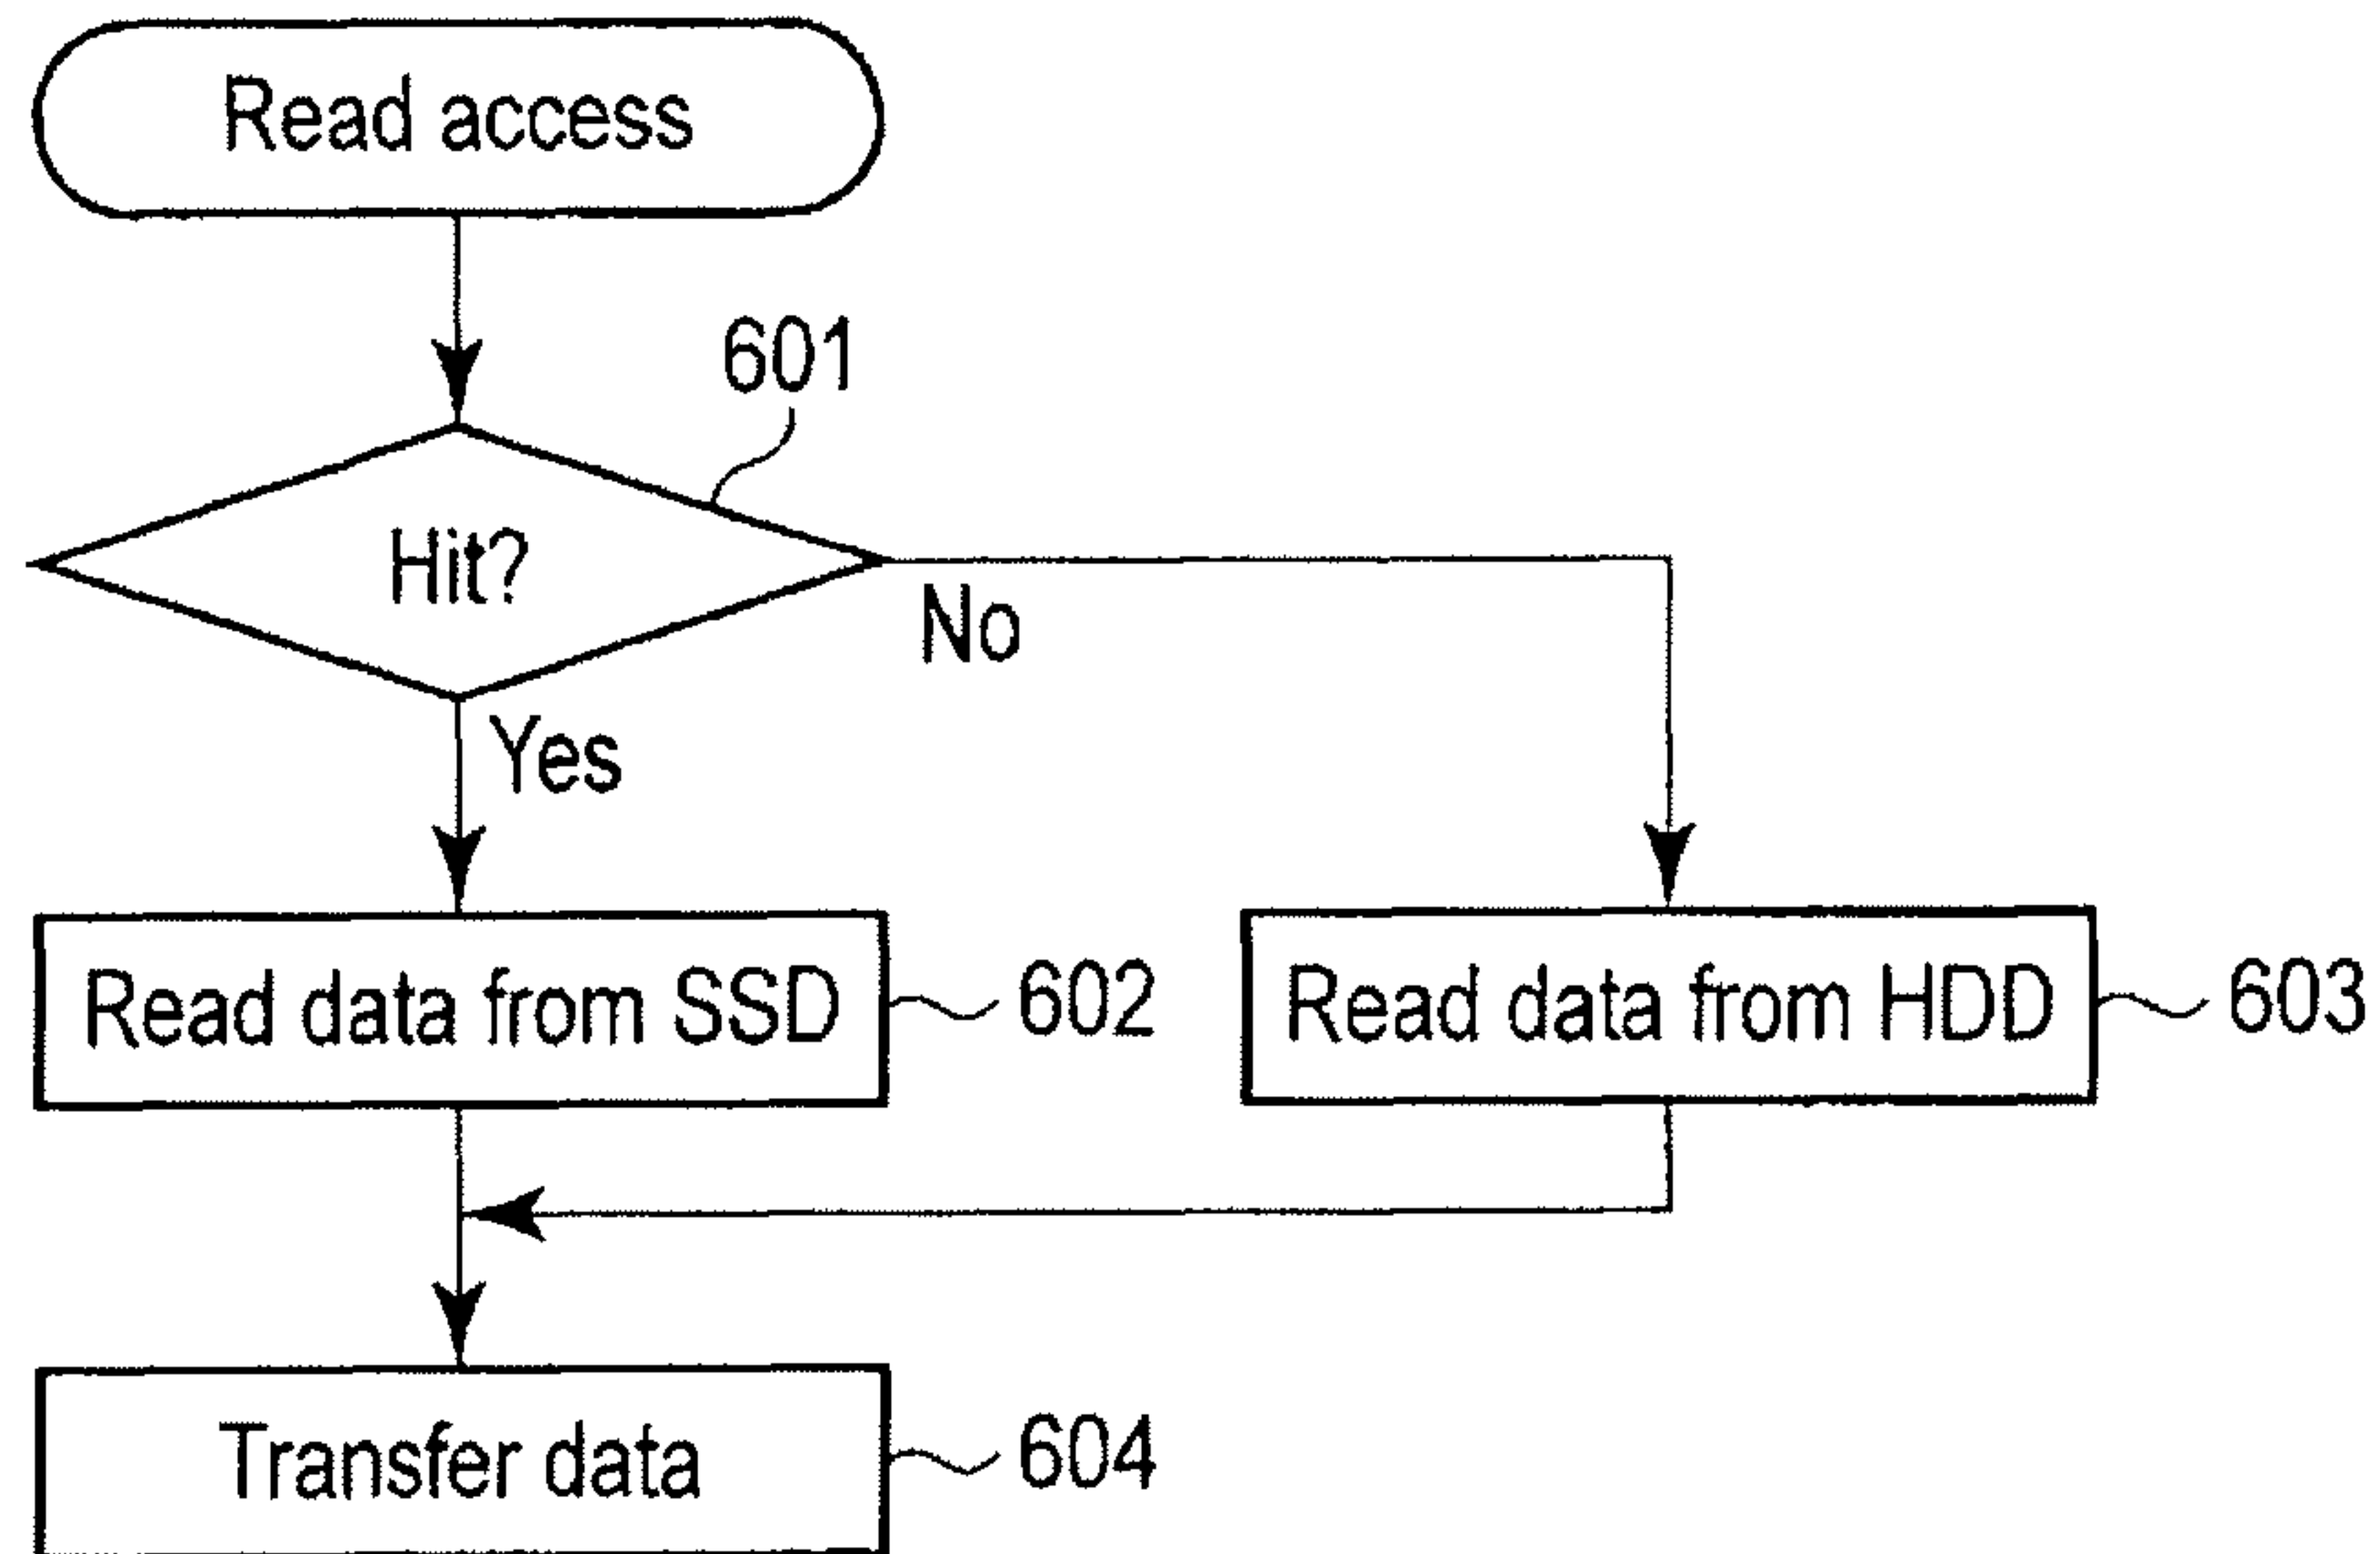 Read access
601
Hit?
No
Yes
Read data from SSD
602
Read data from HDD
603
Transfer data
604